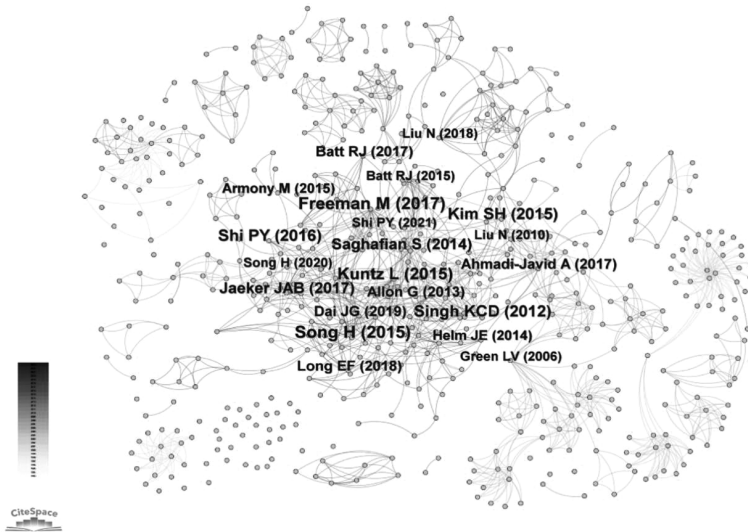 Liu N (2018)
Batt RJ (2017)
Batt RJ (2015)
Armony M (2015)
Freeman M (2017)
Kim SH (2015)
Shi PY (2021)
Shi PY (2016)
Liu N (2010)
Saghafian S (2014)
Song H (2020)
Ahmadi-Javid A (2017)
Kuntz L (2015)
Jaeker JAB (2017)
Allon G (2013)
Dai JG (2019)
Singh KCD (2012)
Song H (2015)
Helm JE (2014)
Green LV (2006)
Long EF (2018)
CiteSpace